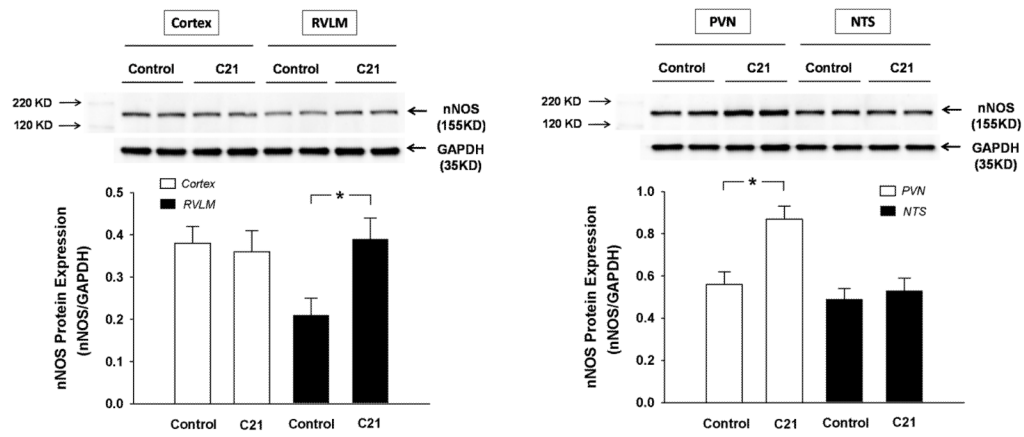 Cortex RVLM
Control C21 Control C21
220 KD
120 KD
nNOS
(155KD)
GAPDH
(35KD)
Cortex
RVLM
*
nNOS Protein Expression
(nNOS/GAPDH)
0.5
0.4
0.3
0.2
0.1
0.0
Control C21 Control C21
PVN NTS
Control C21 Control C21
220 KD
120 KD
nNOS
(155KD)
GAPDH
(35KD)
*
PVN
NTS
nNOS Protein Expression
(nNOS/GAPDH)
1.0
0.8
0.6
0.4
0.2
0.0
Control C21 Control C21